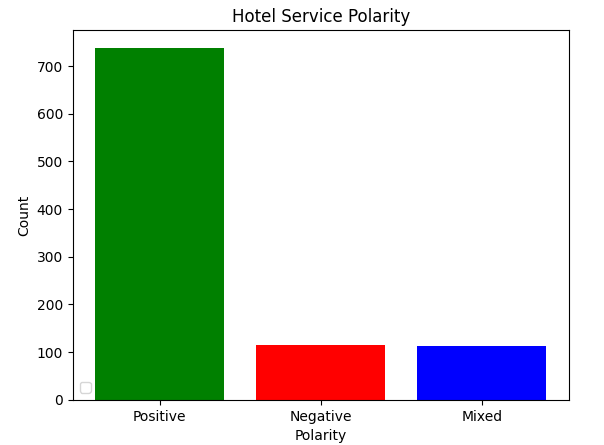 Hotel Service Polarity
700
600
500
400
300
200
100
0
Count
Positive
Negative
Mixed
Polarity